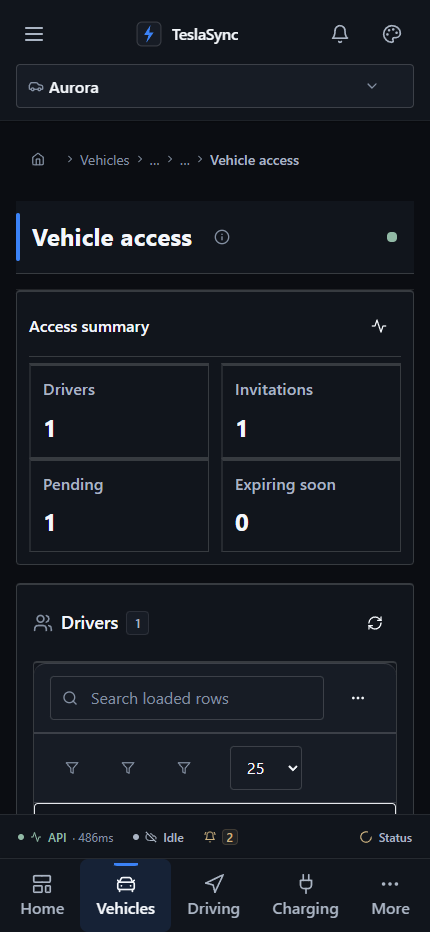 TeslaSync
Aurora
Vehicles ... ... Vehicle access
Vehicle access
Access summary
Drivers
1
Invitations
1
Pending
1
Expiring soon
0
Drivers 1
Search loaded rows
25
API · 486ms Idle 2 Status
Home Vehicles Driving Charging More